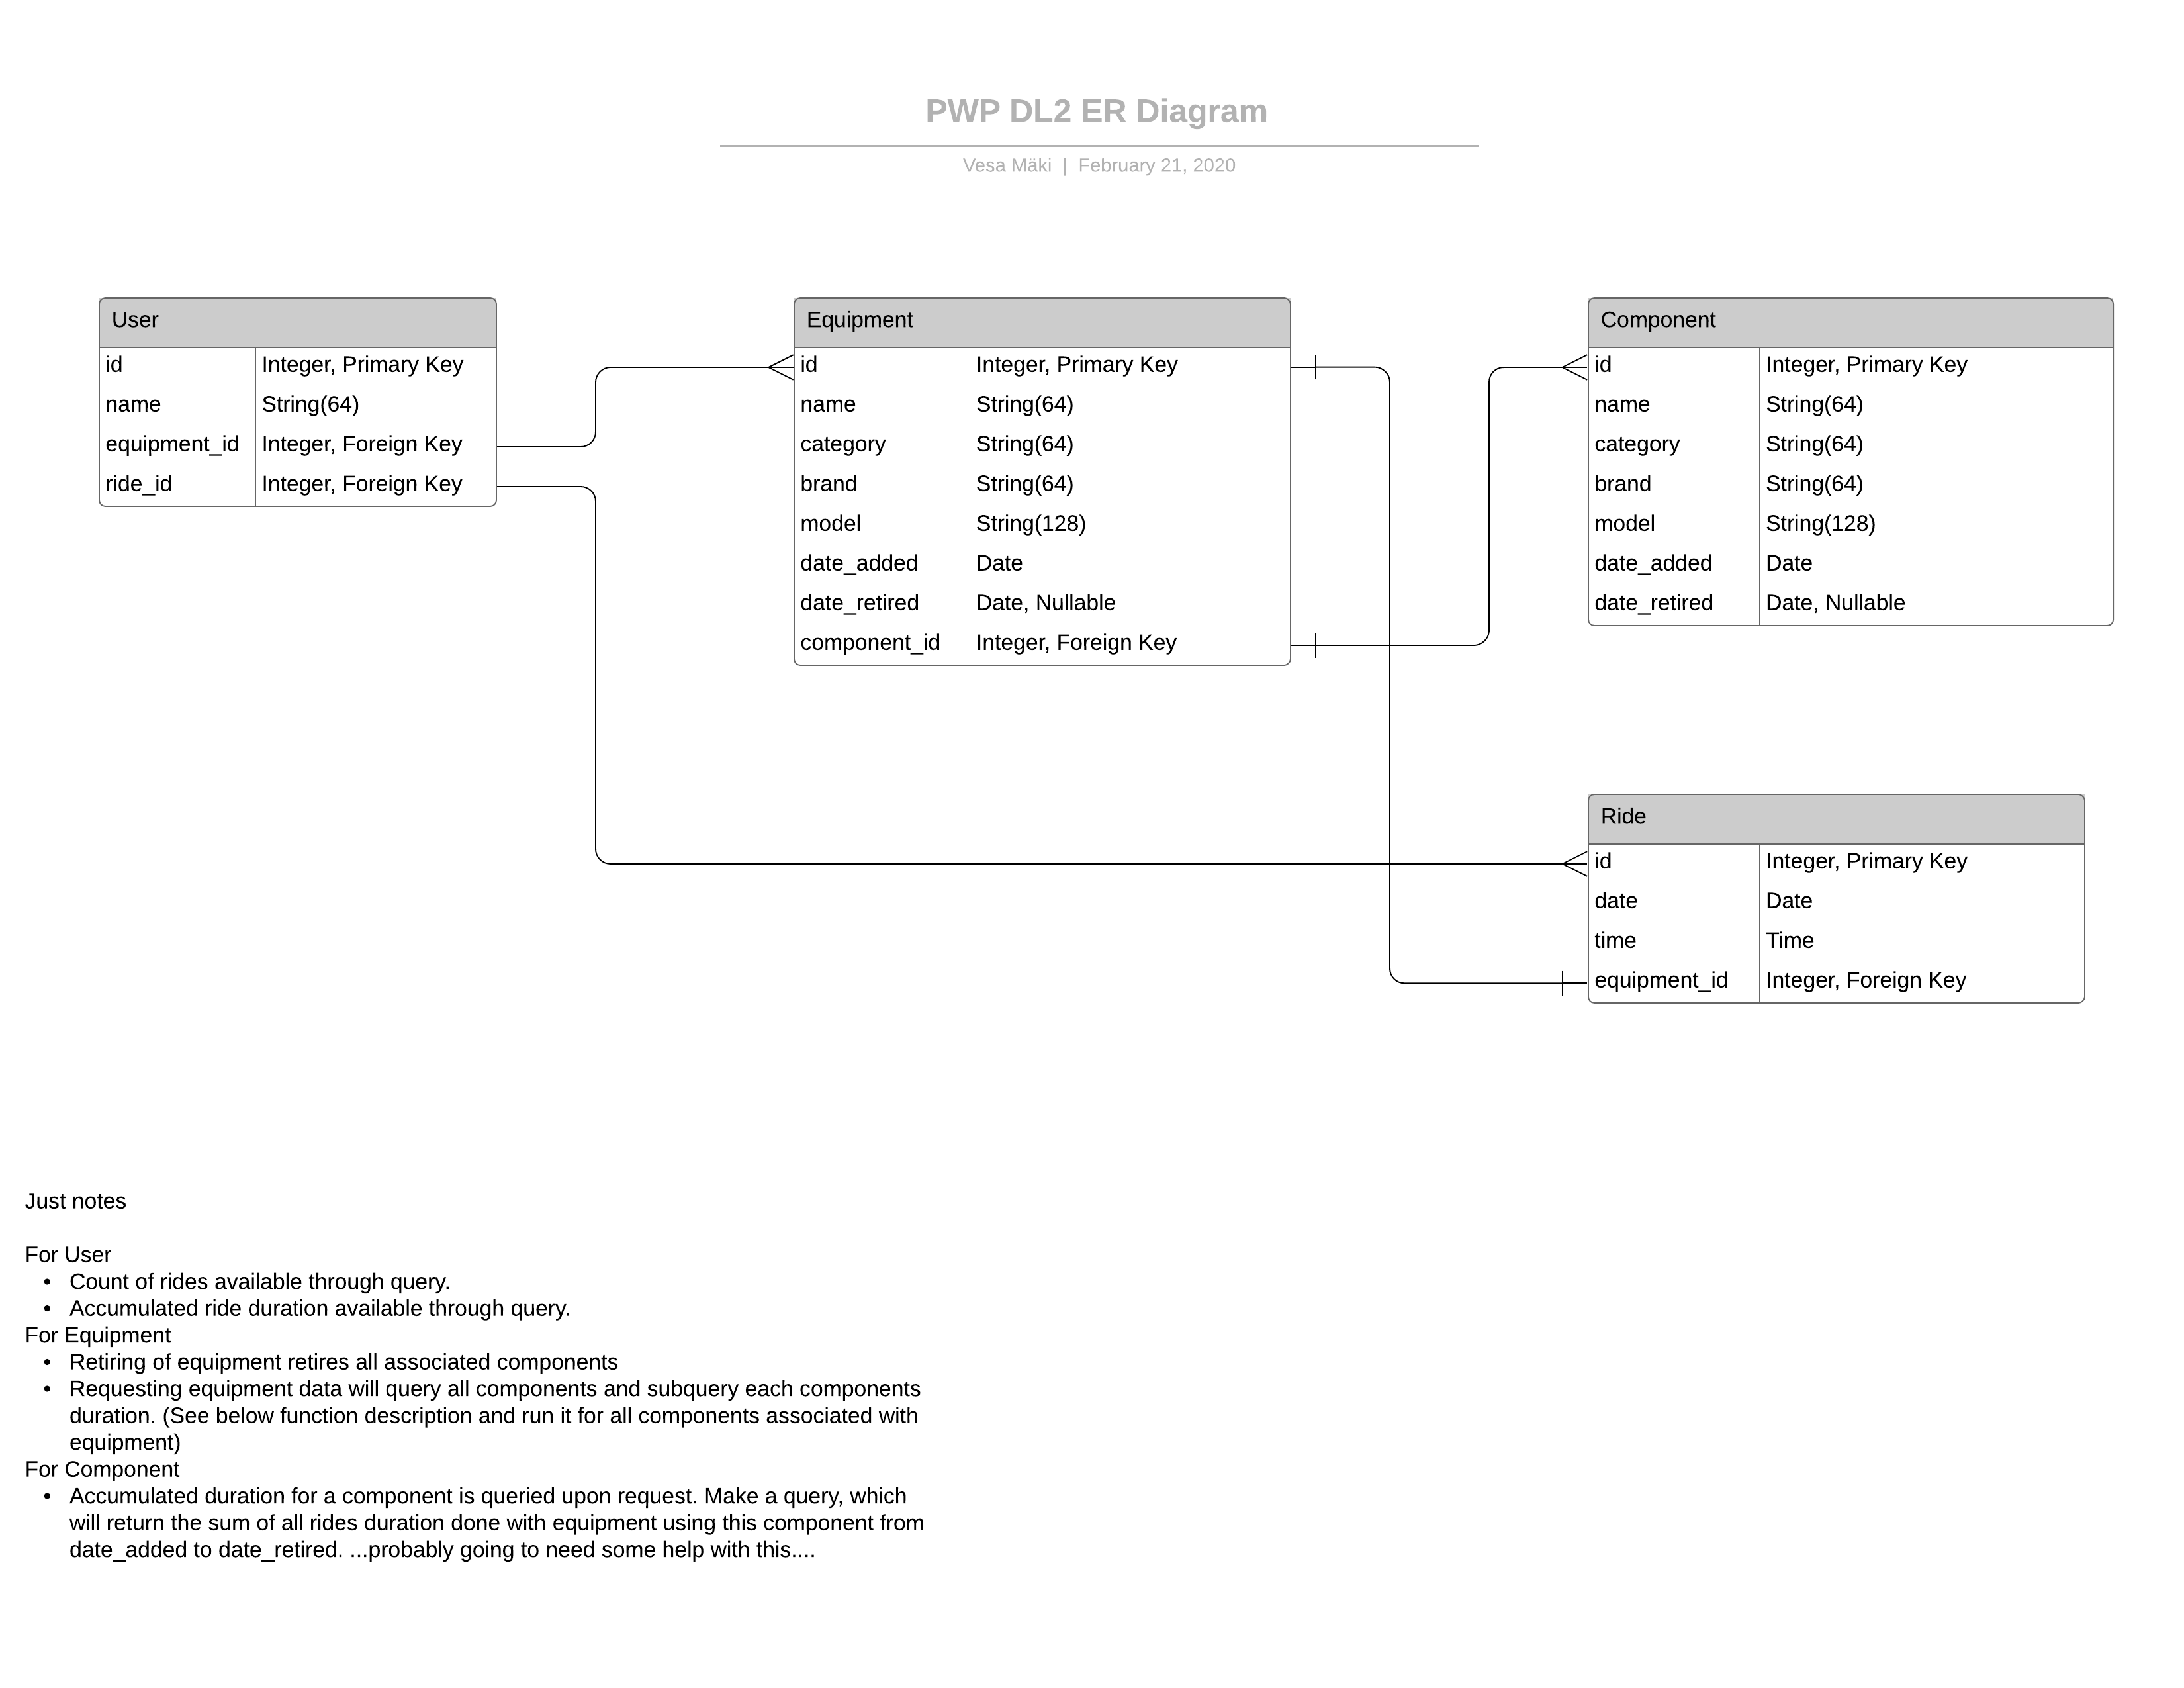 PWP DL2 ER Diagram
Vesa Mäki | February 21, 2020
User
id Integer, Primary Key
name String(64)
equipment_id Integer, Foreign Key
ride_id Integer, Foreign Key
Equipment
id Integer, Primary Key
name String(64)
category String(64)
brand String(64)
model String(128)
date_added Date
date_retired Date, Nullable
component_id Integer, Foreign Key
Component
id Integer, Primary Key
name String(64)
category String(64)
brand String(64)
model String(128)
date_added Date
date_retired Date, Nullable
Ride
id Integer, Primary Key
date Date
time Time
equipment_id Integer, Foreign Key
Just notes
For User
• Count of rides available through query.
• Accumulated ride duration available through query.
For Equipment
• Retiring of equipment retires all associated components
• Requesting equipment data will query all components and subquery each components
duration. (See below function description and run it for all components associated with
equipment)
For Component
• Accumulated duration for a component is queried upon request. Make a query, which
will return the sum of all rides duration done with equipment using this component from
date_added to date_retired. ...probably going to need some help with this....